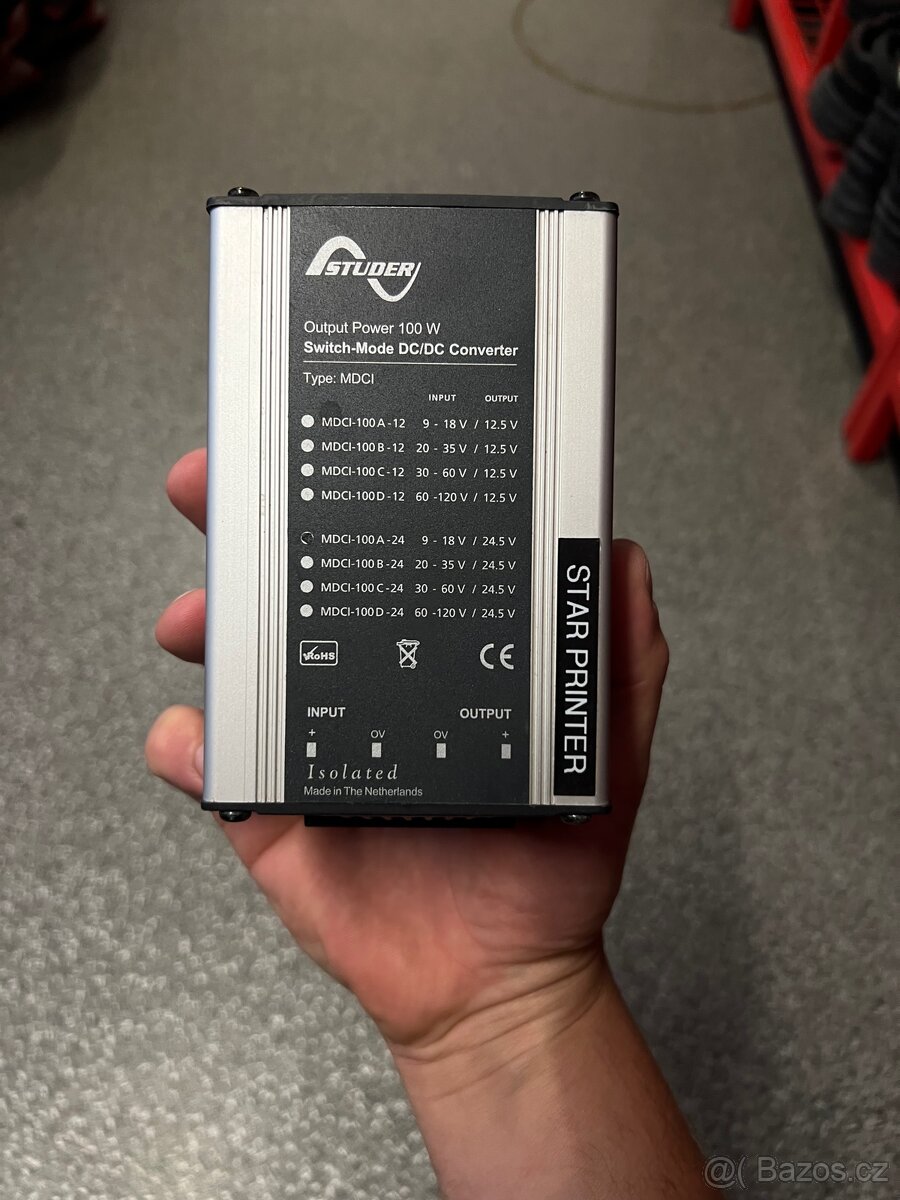 STUDER
Output Power 100 W
Switch-Mode DC/DC Converter
Type: MDCI
INPUT OUTPUT
MDCI-100 A -12 9 - 18 V / 12.5 V
MDCI-100 B -12 20 - 35 V / 12.5 V
MDCI-100 C -12 30 - 60 V / 12.5 V
MDCI-100 D -12 60 -120 V / 12.5 V
MDCI-100 A -24 9 - 18 V / 24.5 V
MDCI-100 B -24 20 - 35 V / 24.5 V
MDCI-100 C -24 30 - 60 V / 24.5 V
MDCI-100 D -24 60 -120 V / 24.5 V
RoHS
CE
INPUT OUTPUT
+ 0V 0V +
Isolated
Made in The Netherlands
STAR PRINTER
@( Bazos.cz